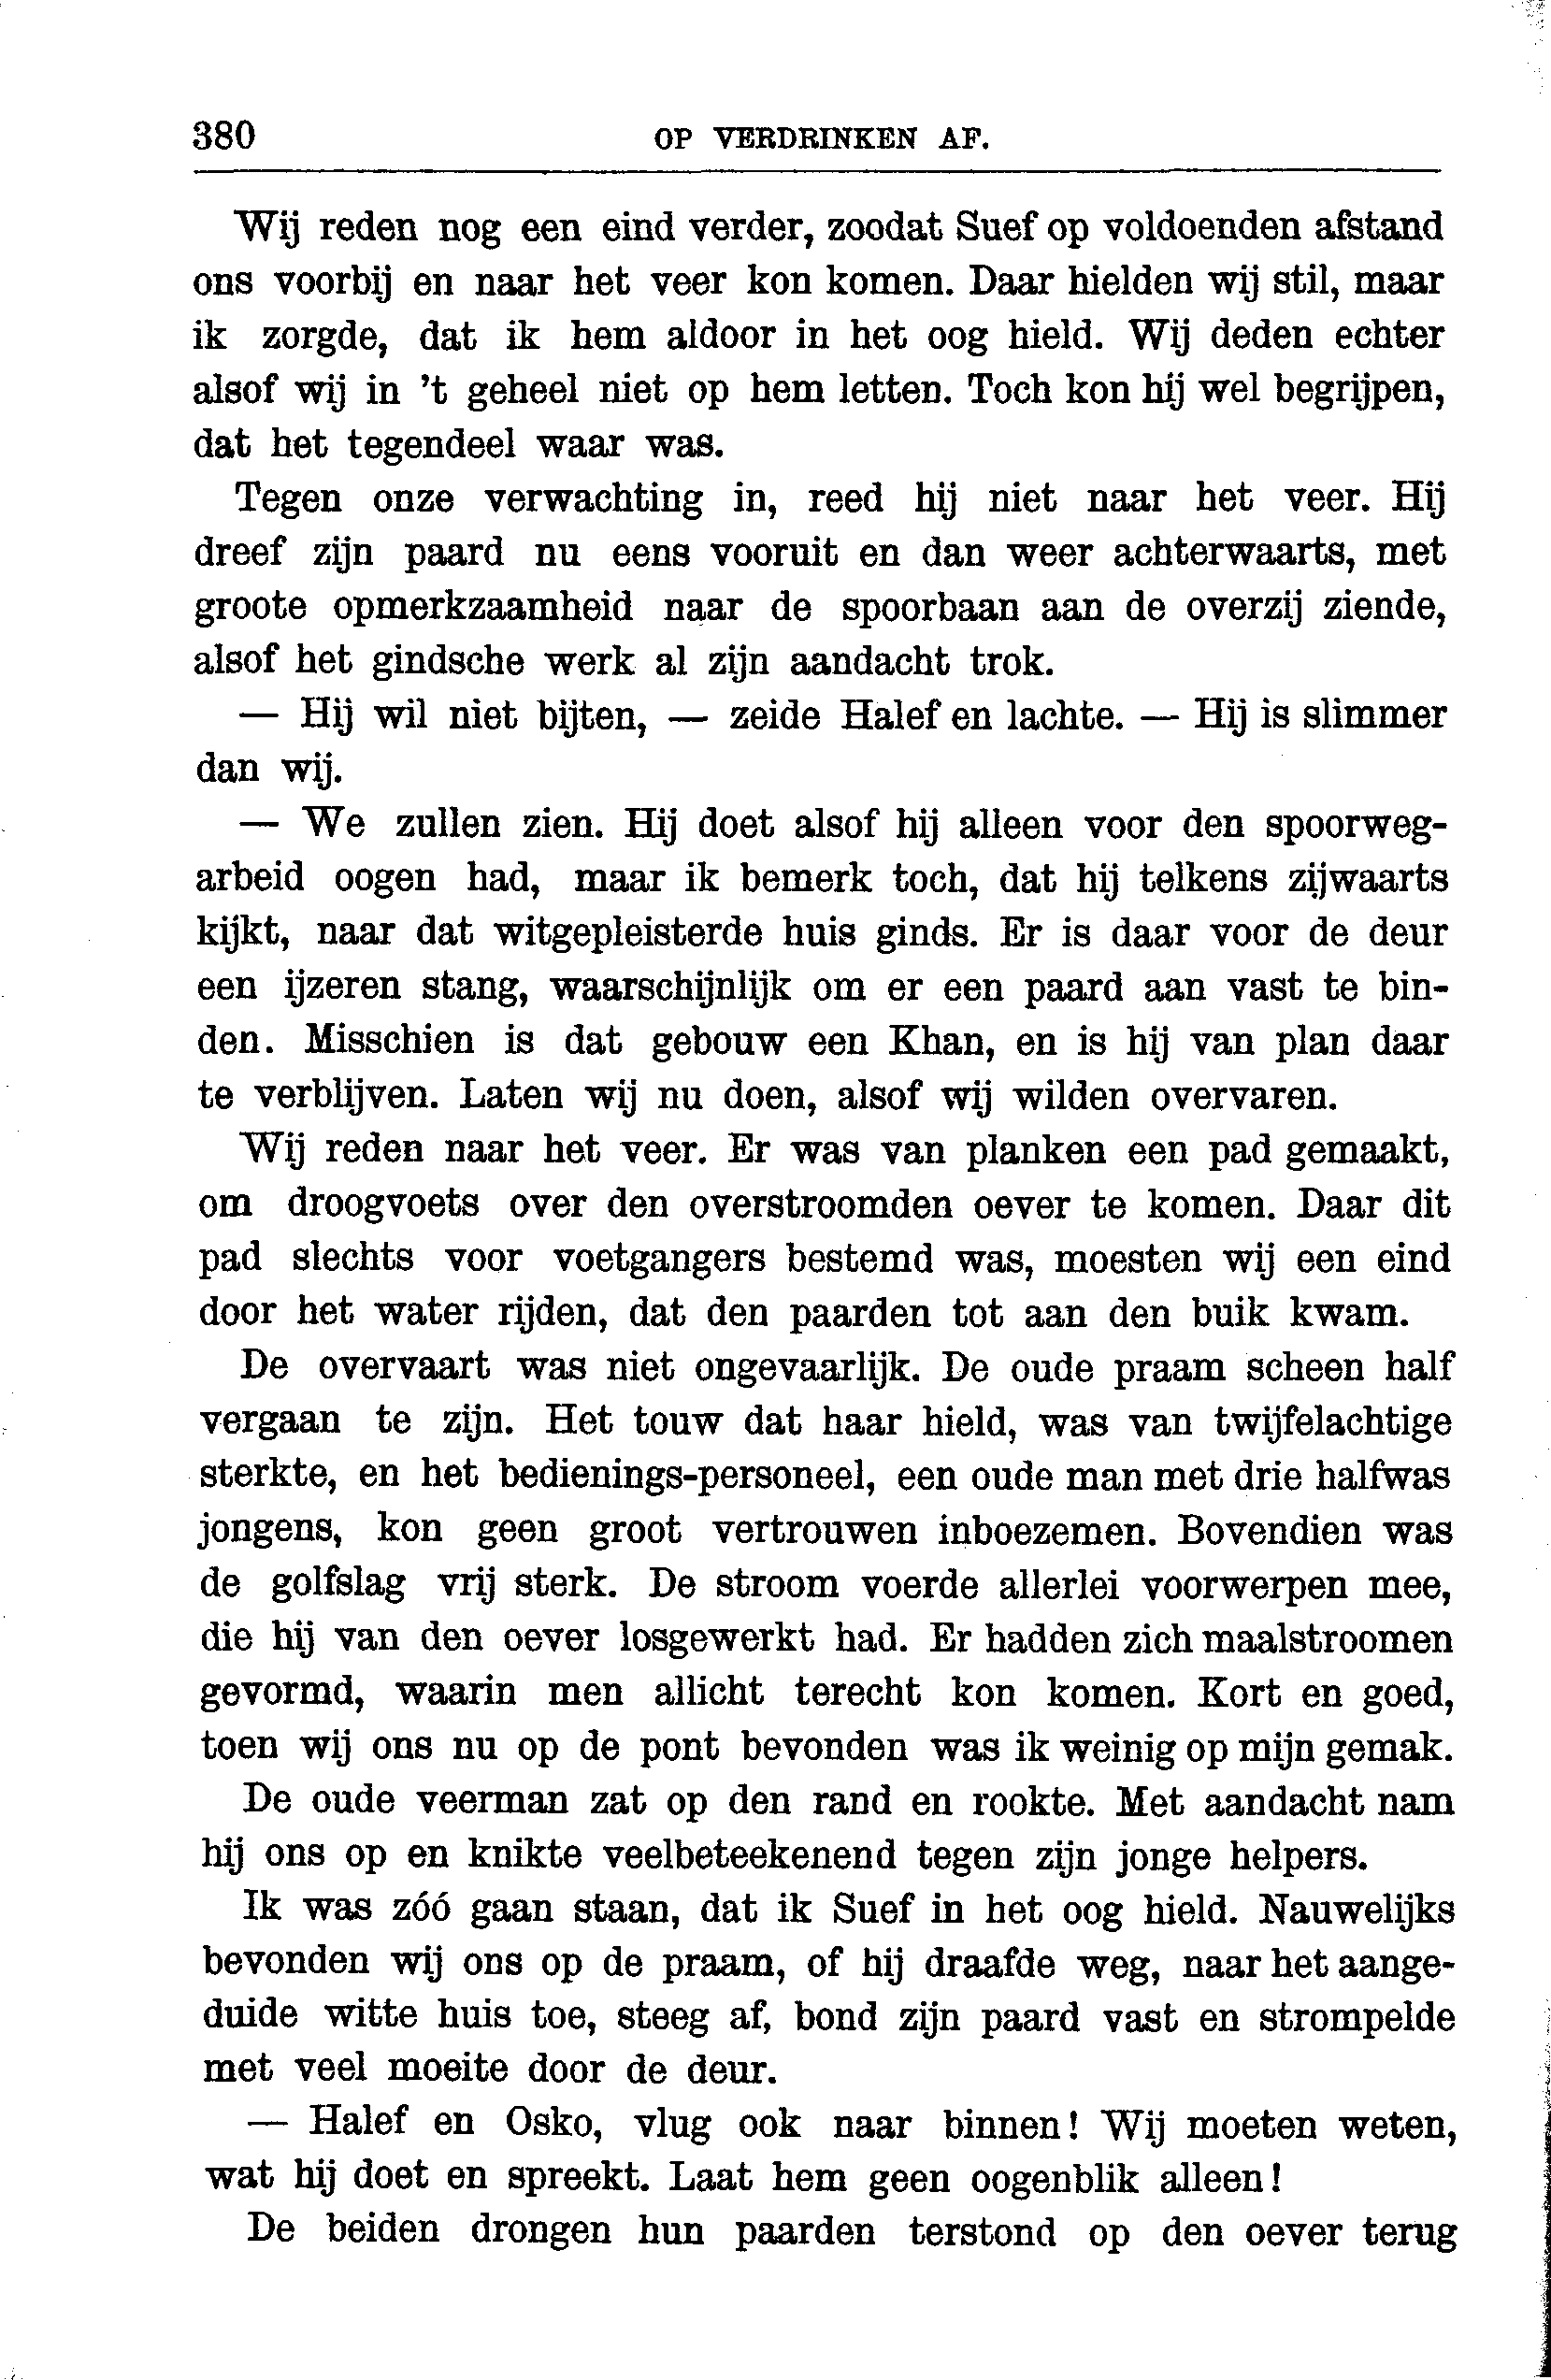 380
OP VERDRINKEN AF.
Wij reden nog een eind verder, zoodat Suef op voldoenden afstand
ons voorbij en naar het veer kon komen. Daar hielden wij stil, maar
ik zorgde, dat ik hem aldoor in het oog hield. Wij deden echter
alsof wij in 't geheel niet op hem letten. Toch kon hij wel begrijpen,
dat het tegendeel waar was.
Tegen onze verwachting in, reed hij niet naar het veer. Hij
dreef zijn paard nu eens vooruit en dan weer achterwaarts, met
groote opmerkzaamheid naar de spoorbaan aan de overzij ziende,
alsof het gindsche werk al zijn aandacht trok.
— Hij wil niet bijten, — zeide Halef en lachte. — Hij is slimmer
dan wij.
— We zullen zien. Hij doet alsof hij alleen voor den spoorweg-
arbeid oogen had, maar ik bemerk toch, dat hij telkens zijwaarts
kijkt, naar dat witgepleisterde huis ginds. Er is daar voor de deur
een ijzeren stang, waarschijnlijk om er een paard aan vast te bin-
den. Misschien is dat gebouw een Khan, en is hij van plan daar
te verblijven. Laten wij nu doen, alsof wij wilden overvaren.
Wij reden naar het veer. Er was van planken een pad gemaakt,
om droogvoets over den overstroomden oever te komen. Daar dit
pad slechts voor voetgangers bestemd was, moesten wij een eind
door het water rijden, dat den paarden tot aan den buik kwam.
De overvaart was niet ongevaarlijk. De oude praam scheen half
vergaan te zijn. Het touw dat haar hield, was van twijfelachtige
sterkte, en het bedienings-personeel, een oude man met drie halfwas
jongens, kon geen groot vertrouwen inboezemen. Bovendien was
de golfslag vrij sterk. De stroom voerde allerlei voorwerpen mee,
die hij van den oever losgewerkt had. Er hadden zich maalstroomen
gevormd, waarin men allicht terecht kon komen. Kort en goed,
toen wij ons nu op de pont bevonden was ik weinig op mijn gemak.
De oude veerman zat op den rand en rookte. Met aandacht nam
hij ons op en knikte veelbeteekenend tegen zijn jonge helpers.
Ik was zóó gaan staan, dat ik Suef in het oog hield. Nauwelijks
bevonden wij ons op de praam, of hij draafde weg, naar het aange-
duide witte huis toe, steeg af, bond zijn paard vast en strompelde
met veel moeite door de deur.
— Halef en Osko, vlug ook naar binnen! Wij moeten weten,
wat hij doet en spreekt. Laat hem geen oogenblik alleen!
De beiden drongen hun paarden terstond op den oever terug